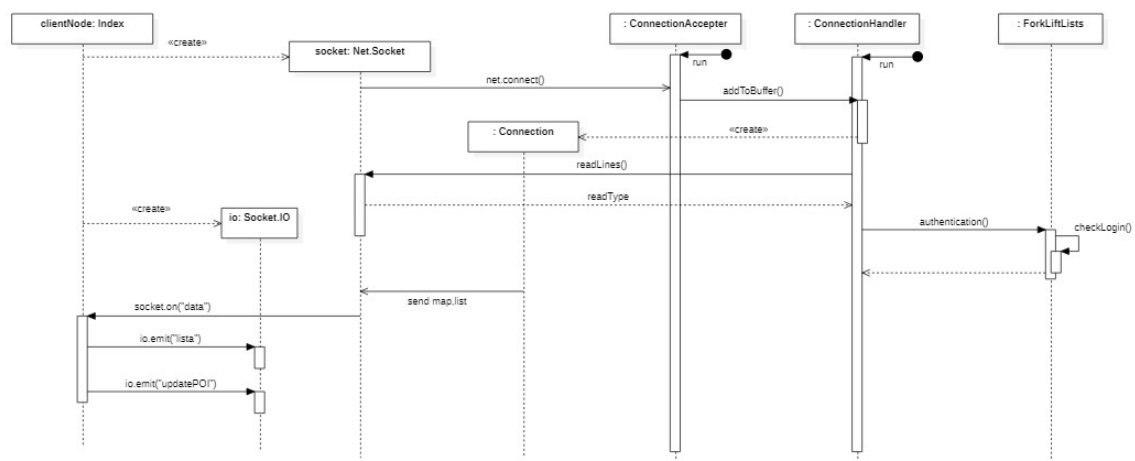 clientNode: Index
: ConnectionAccepter
: ConnectionHandler
: ForkLiftLists
«create»
socket: Net.Socket
run
run
net.connect()
addToBuffer()
: Connection
«create»
readLines()
readType
«create»
io: Socket.IO
authentication()
checkLogin()
send map,list
socket.on("data")
io.emit("lista")
io.emit("updatePOI")